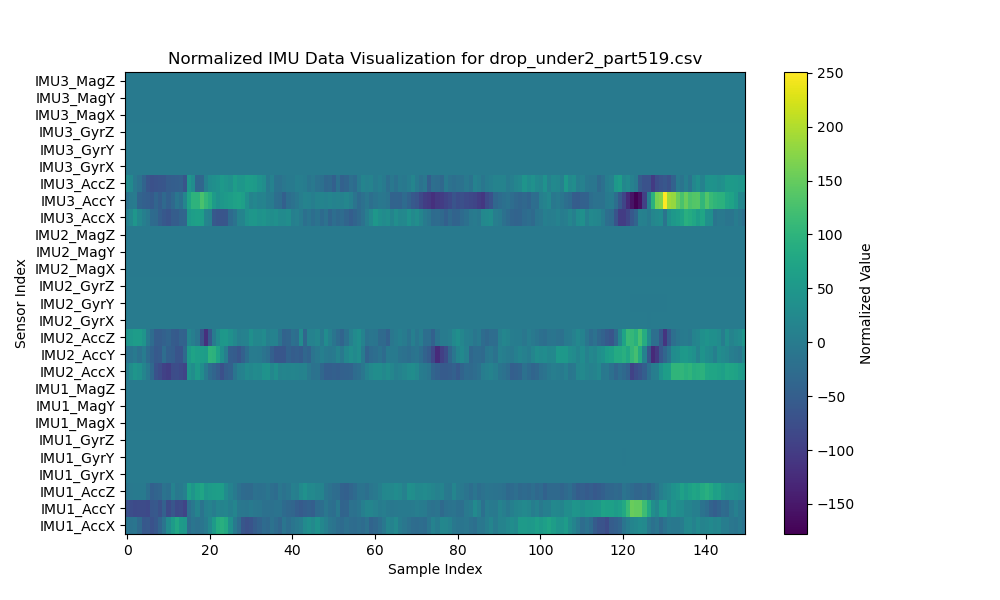 Normalized IMU Data Visualization for drop_under2_part519.csv
IMU3_MagZ
IMU3_MagY
IMU3_MagX
IMU3_GyrZ
IMU3_GyrY
IMU3_GyrX
IMU3_AccZ
IMU3_AccY
IMU3_AccX
IMU2_MagZ
IMU2_MagY
IMU2_MagX
IMU2_GyrZ
IMU2_GyrY
IMU2_GyrX
IMU2_AccZ
IMU2_AccY
IMU2_AccX
IMU1_MagZ
IMU1_MagY
IMU1_MagX
IMU1_GyrZ
IMU1_GyrY
IMU1_GyrX
IMU1_AccZ
IMU1_AccY
IMU1_AccX
Sensor Index
0 20 40 60 80 100 120 140
Sample Index
250
200
150
100
50
0
−50
−100
−150
Normalized Value